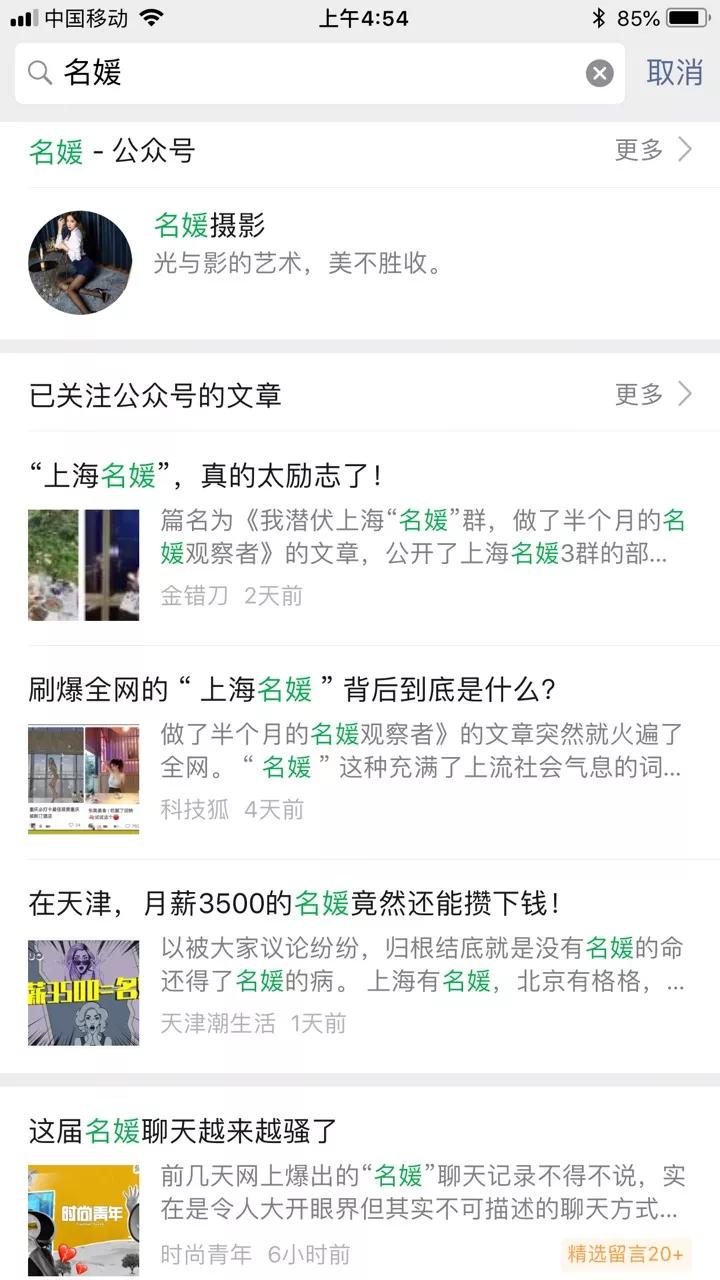 中国移动
上午4:54
85%
名媛
取消
名媛 - 公众号
更多
名媛摄影
光与影的艺术，美不胜收。
已关注公众号的文章
更多
“上海名媛”，真的太励志了！
篇名为《我潜伏上海“名媛”群，做了半个月的名
媛观察者》的文章，公开了上海名媛3群的部...
金错刀 2天前
刷爆全网的 “ 上海名媛 ” 背后到底是什么？
做了半个月的名媛观察者》的文章突然就火遍了
全网。 “ 名媛 ” 这种充满了上流社会气息的词...
科技狐 4天前
在天津，月薪3500的名媛竟然还能攒下钱！
以被大家议论纷纷，归根结底就是没有名媛的命
还得了名媛的病。 上海有名媛，北京有格格，...
薪3500=名
天津潮生活 1天前
这届名媛聊天越来越骚了
前几天网上爆出的“名媛”聊天记录不得不说，实
在是令人大开眼界但其实不可描述的聊天方式...
时尚青年
时尚青年 6小时前
精选留言20+